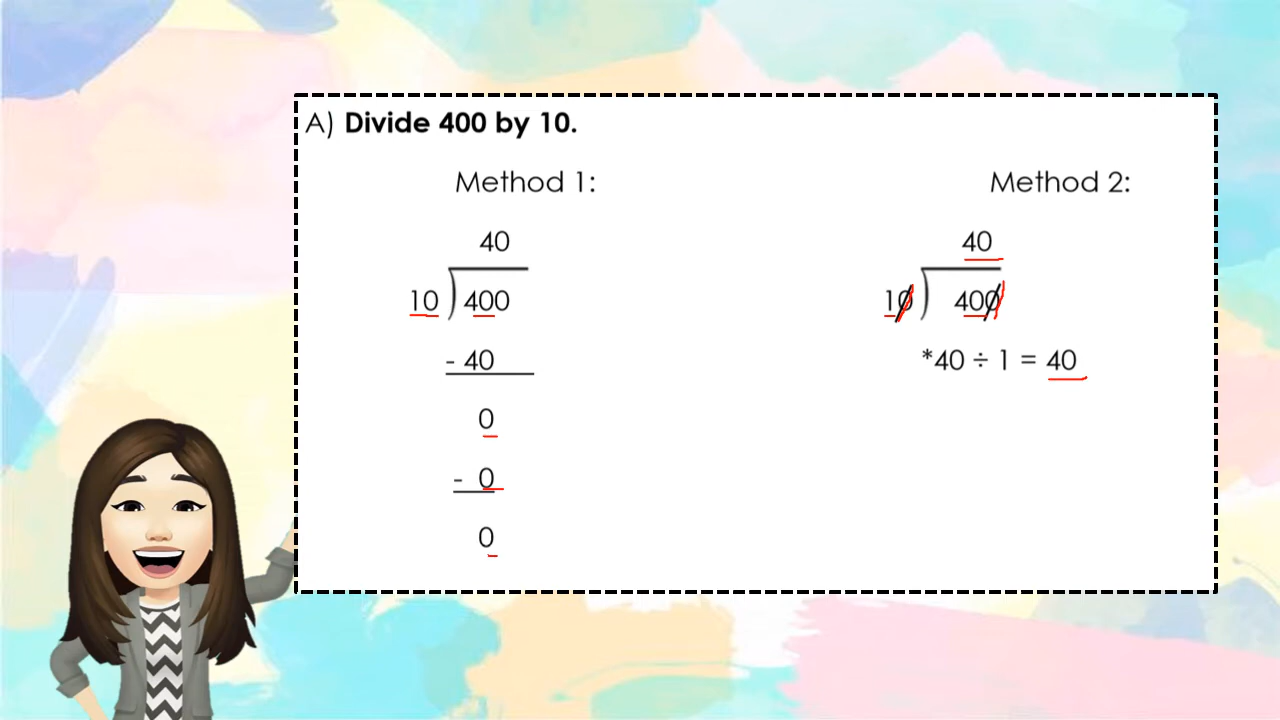 A) Divide 400 by 10.
Method 1:
40
10 ) 400
- 40
0
- 0
0
Method 2:
40
10 ) 400
*40 ÷ 1 = 40